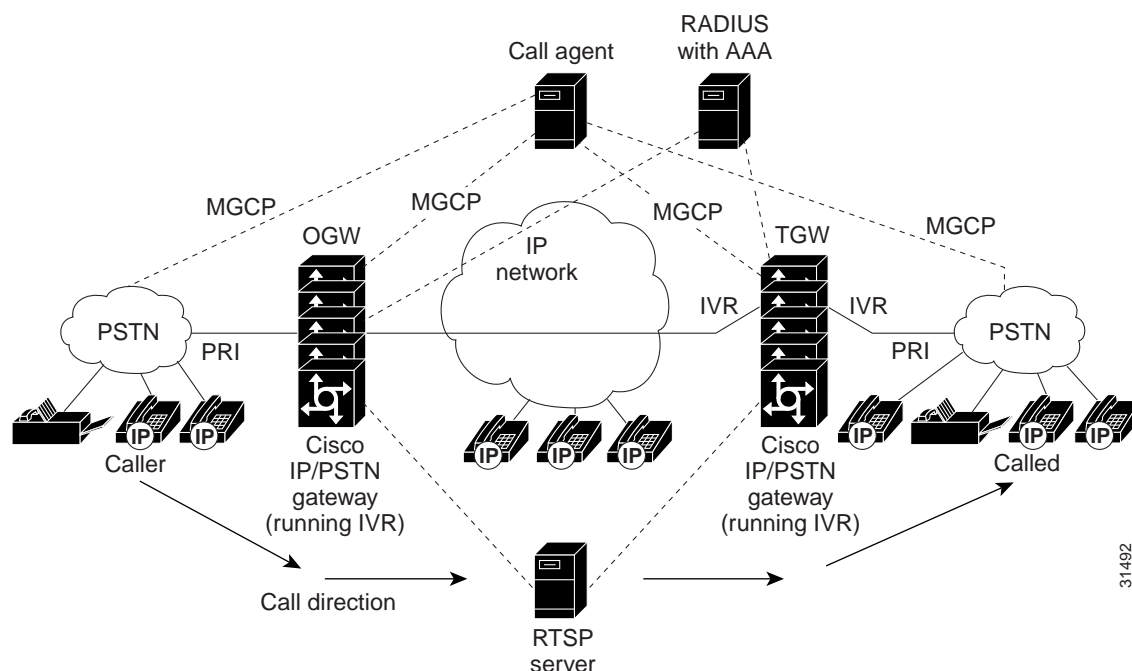 RADIUS
with AAA
Call agent
MGCP
MGCP
MGCP
MGCP
OGW
TGW
IP
network
IVR
IVR
PSTN
PSTN
PRI
PRI
IP
IP
IP
IP
IP
IP
IP
IP
Caller
Cisco
IP/PSTN
gateway
(running IVR)
Cisco
IP/PSTN
gateway
(running IVR)
Called
Call direction
RTSP
server
31492